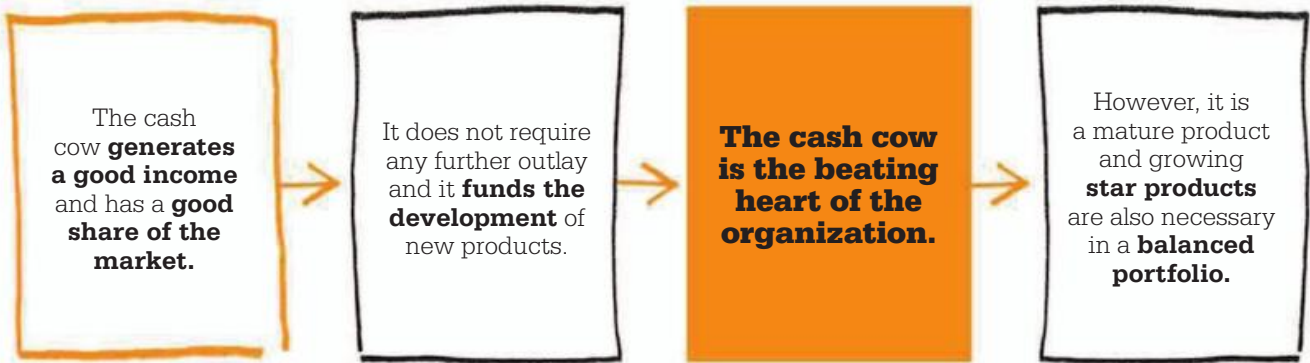 The cash
cow generates
a good income
and has a good
share of the
market.
It does not require
any further outlay
and it funds the
development of
new products.
The cash cow
is the beating
heart of the
organization.
However, it is
a mature product
and growing
star products
are also necessary
in a balanced
portfolio.